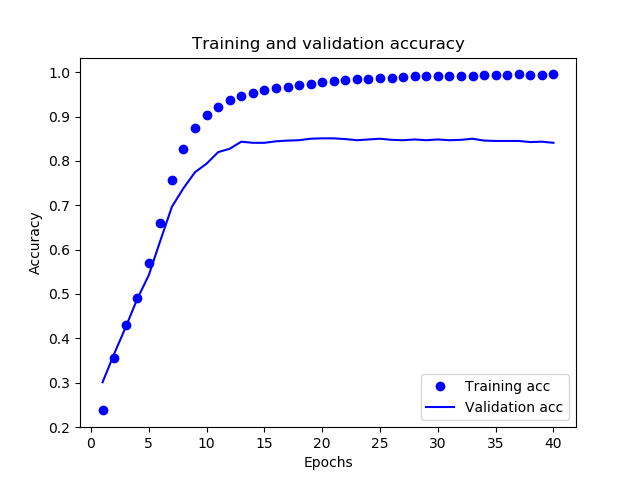 Training and validation accuracy
1.0
0.9
0.8
0.7
0.6
0.5
0.4
0.3
0.2
Accuracy
Training acc
Validation acc
0 5 10 15 20 25 30 35 40
Epochs